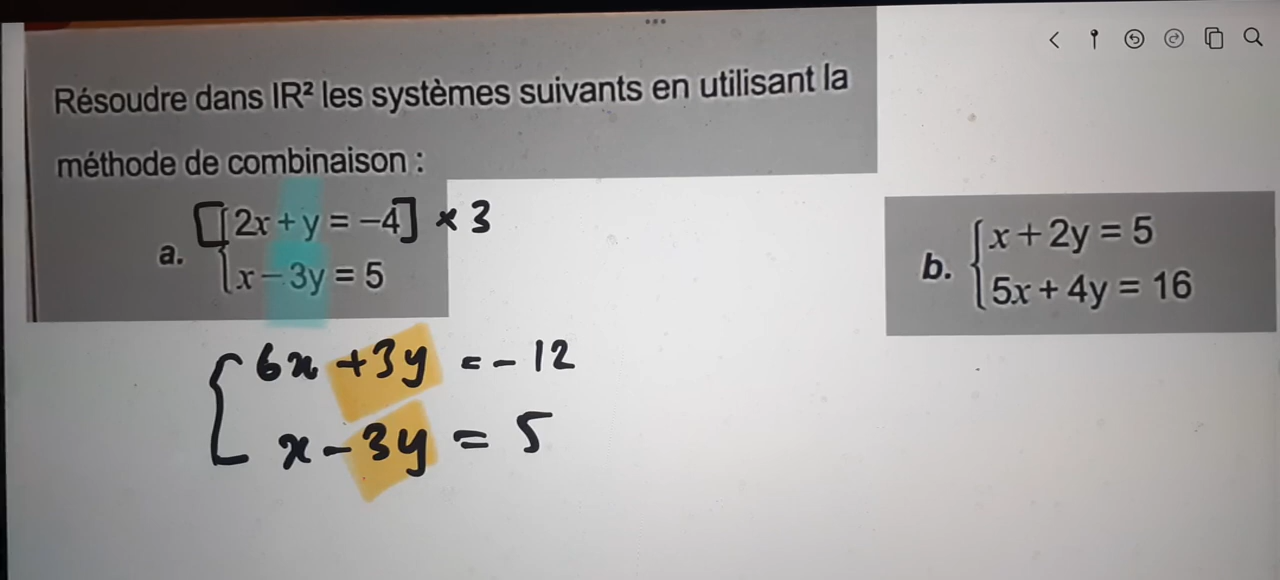 Résoudre dans IR² les systèmes suivants en utilisant la
méthode de combinaison :
a. [{2x + y = −4] × 3
{x − 3y = 5
b. {x + 2y = 5
{5x + 4y = 16
{6x + 3y = - 12
x - 3y = 5